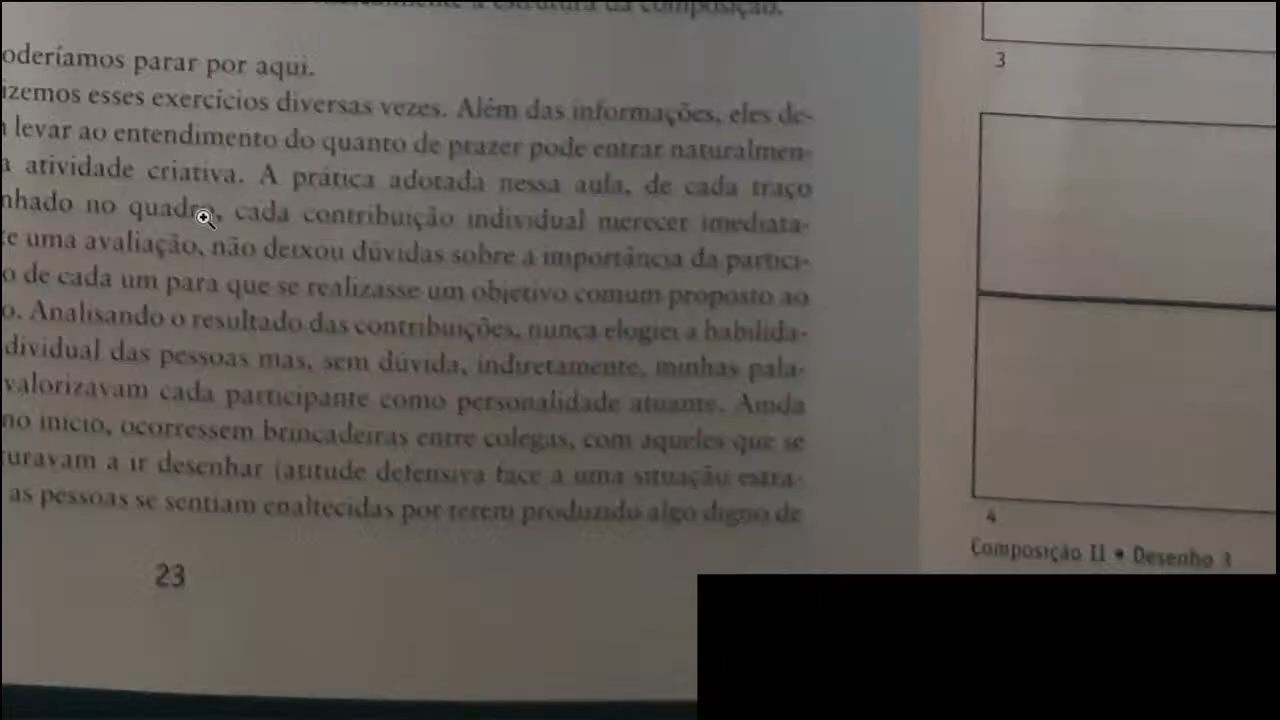 a estrutura da composição.
oderíamos parar por aqui.
izemos esses exercícios diversas vezes. Além das informações, eles de-
levar ao entendimento do quanto de prazer pode entrar naturalmen-
a atividade criativa. A prática adotada nessa aula, de cada traço
nhado no quadro, cada contribuição individual merecer imediata-
te uma avaliação, não deixou dúvidas sobre a importância da partici-
o de cada um para que se realizasse um objetivo comum proposto ao
o. Analisando o resultado das contribuições, nunca elogiei a habilida-
dividual das pessoas mas, sem dúvida, indiretamente, minhas pala-
valorizavam cada participante como personalidade atuante. Ainda
no início, ocorressem brincadeiras entre colegas, com aqueles que se
uravam a ir desenhar (atitude defensiva face a uma situação estra-
as pessoas se sentiam enaltecidas por terem produzido algo digno de
23
3
4
Composição II • Desenho 3